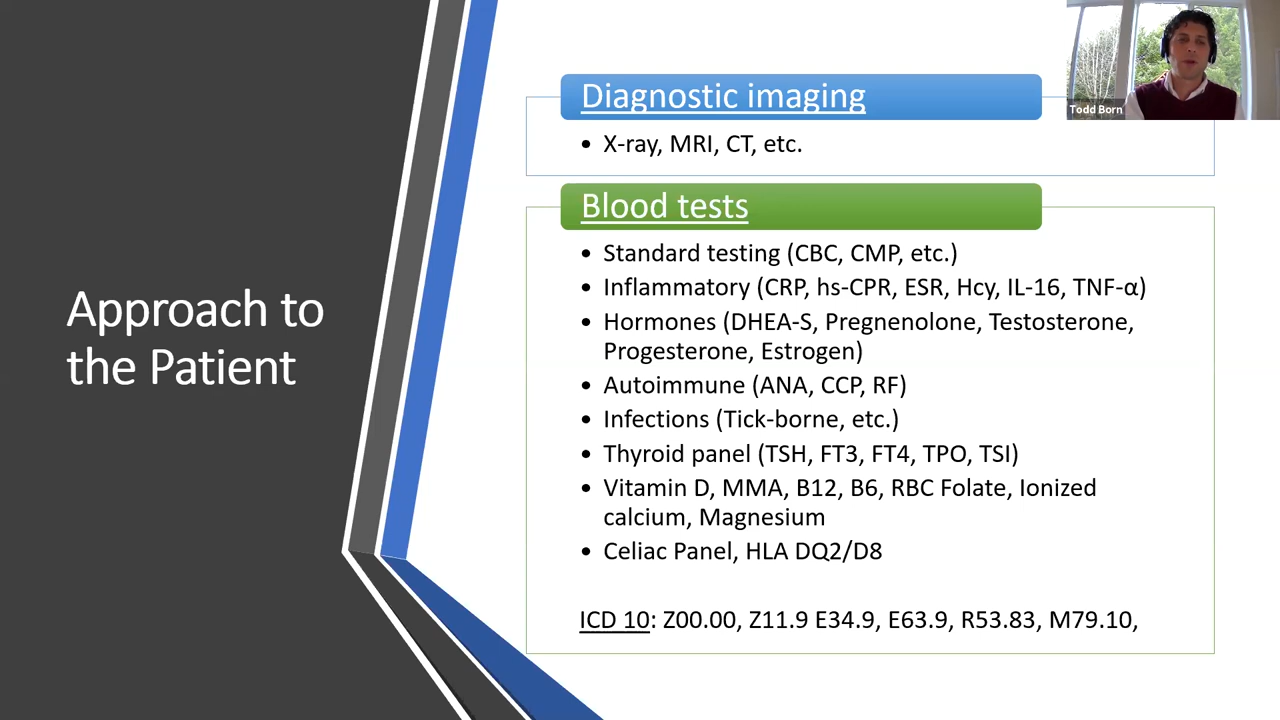 Approach to
the Patient
Diagnostic imaging
• X-ray, MRI, CT, etc.
Blood tests
• Standard testing (CBC, CMP, etc.)
• Inflammatory (CRP, hs-CPR, ESR, Hcy, IL-16, TNF-α)
• Hormones (DHEA-S, Pregnenolone, Testosterone,
Progesterone, Estrogen)
• Autoimmune (ANA, CCP, RF)
• Infections (Tick-borne, etc.)
• Thyroid panel (TSH, FT3, FT4, TPO, TSI)
• Vitamin D, MMA, B12, B6, RBC Folate, Ionized
calcium, Magnesium
• Celiac Panel, HLA DQ2/D8
ICD 10: Z00.00, Z11.9 E34.9, E63.9, R53.83, M79.10,
Todd Born